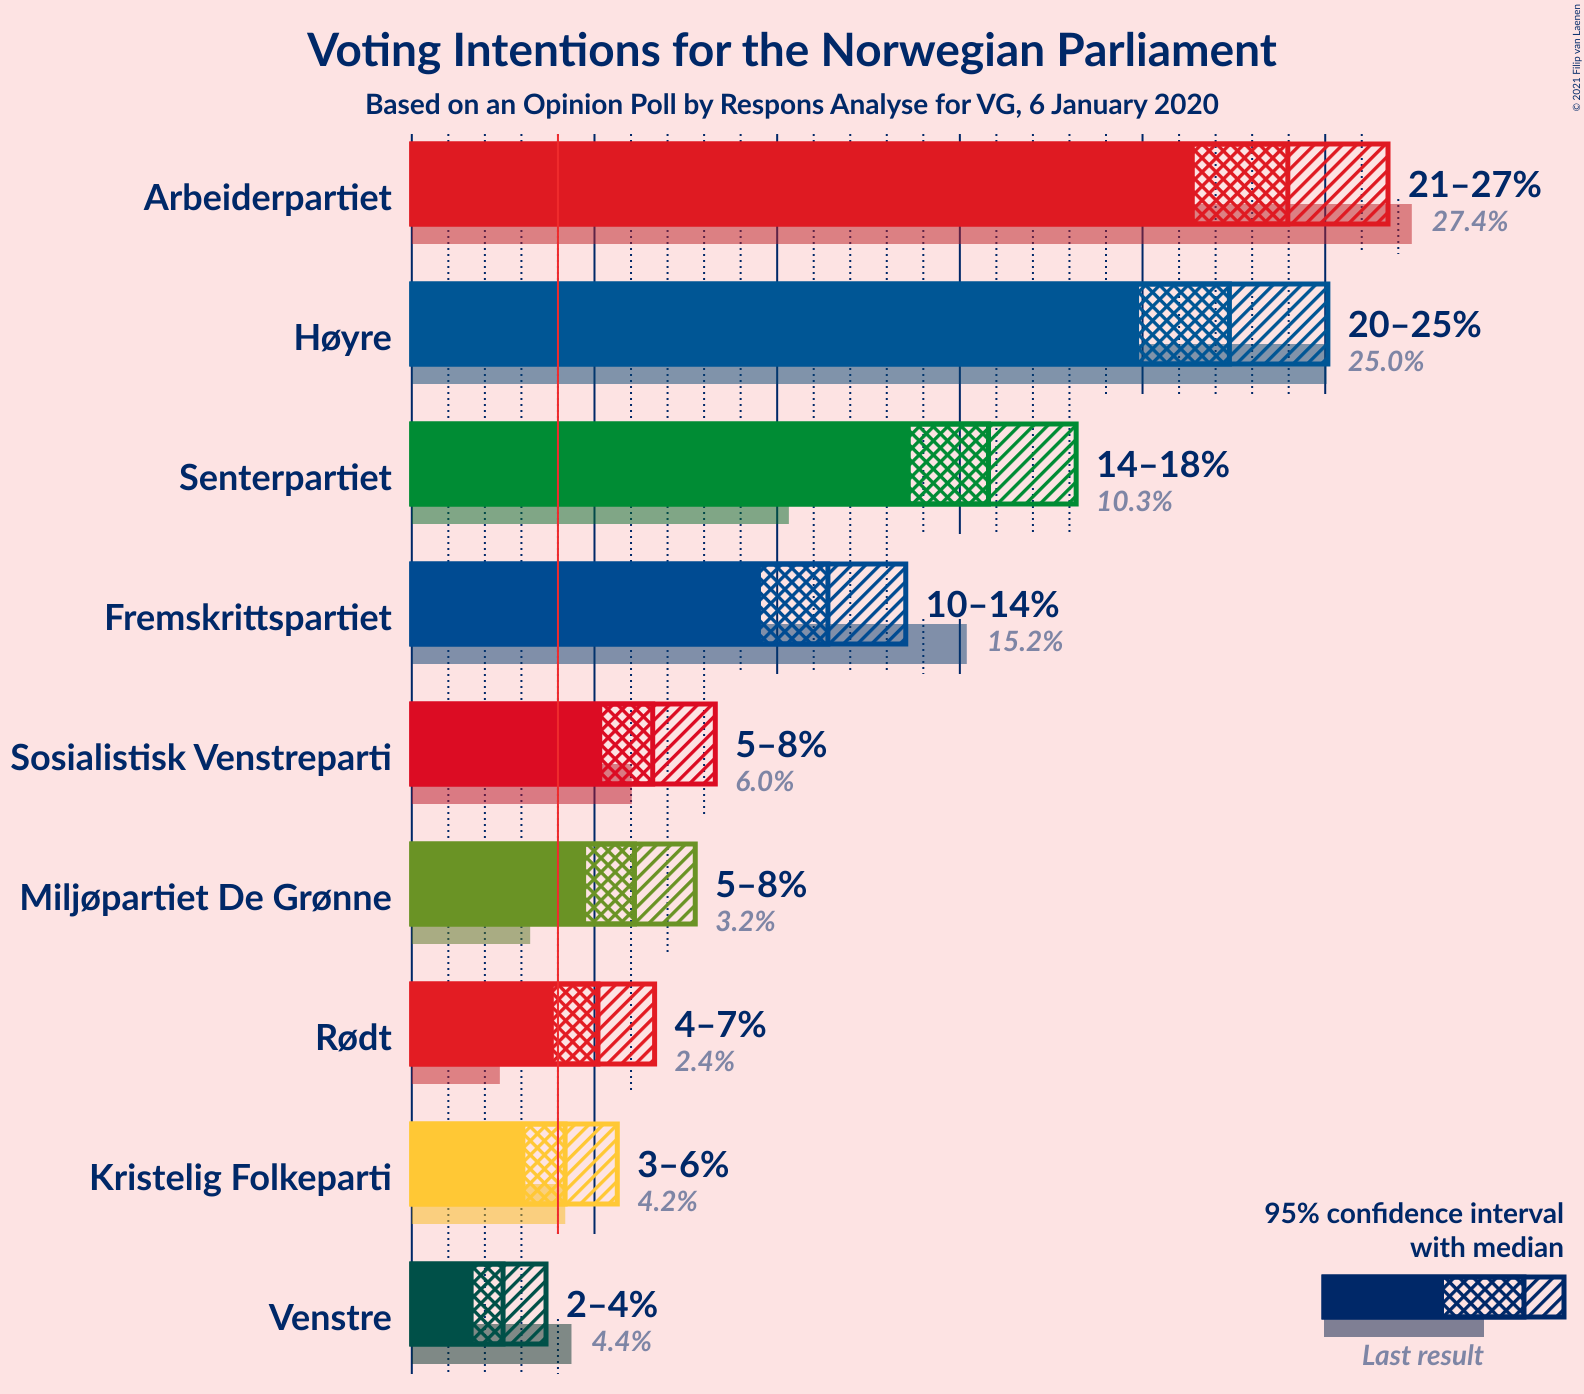 Voting Intentions for the Norwegian Parliament
Based on an Opinion Poll by Respons Analyse for VG, 6 January 2020
© 2021 Filip van Laenen
Arbeiderpartiet
21–27%
27.4%
Høyre
20–25%
25.0%
Senterpartiet
14–18%
10.3%
Fremskrittspartiet
10–14%
15.2%
Sosialistisk Venstreparti
5–8%
6.0%
Miljøpartiet De Grønne
5–8%
3.2%
Rødt
4–7%
2.4%
Kristelig Folkeparti
3–6%
4.2%
Venstre
2–4%
4.4%
95% confidence interval
with median
Last result